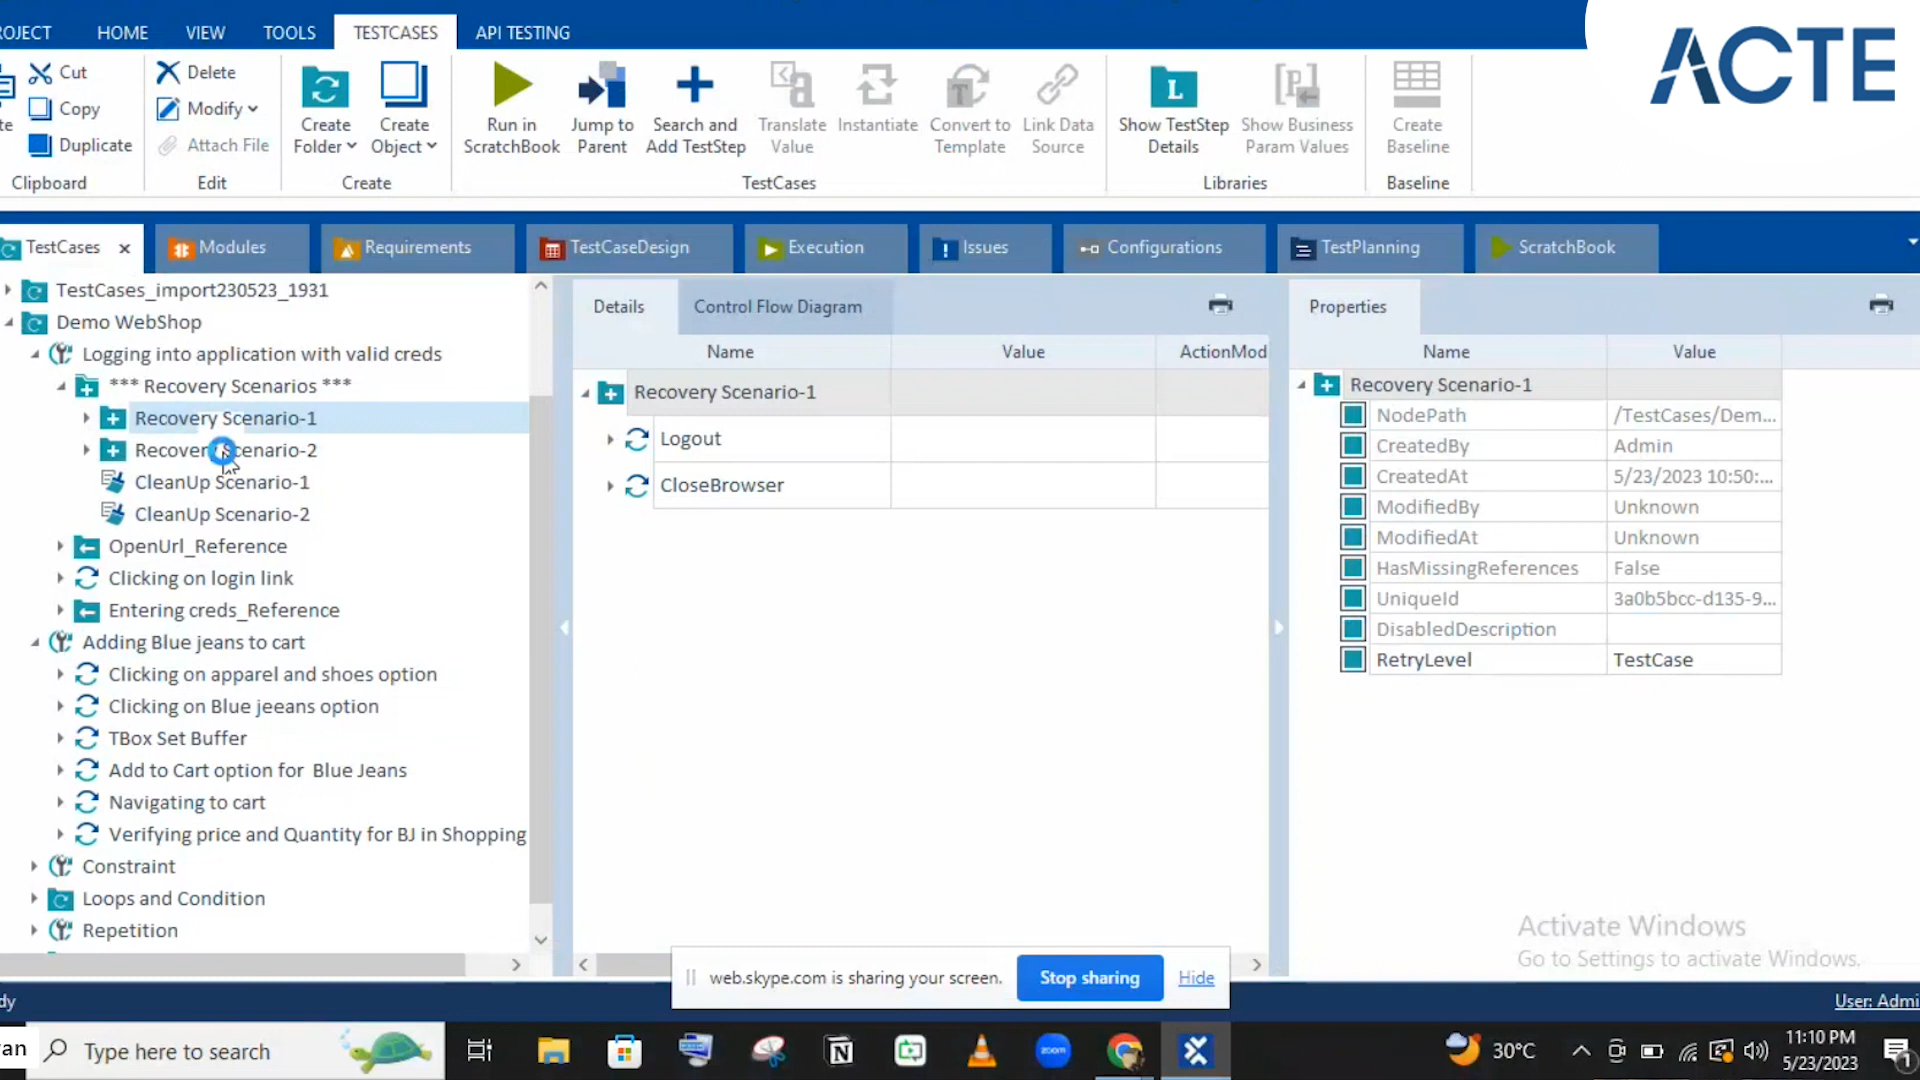 ROJECT HOME VIEW TOOLS TESTCASES API TESTING
ACTE
Cut
Copy
Duplicate
Clipboard
Delete
Modify
Attach File
Edit
Create Folder
Create Object
Create
Run in ScratchBook
Jump to Parent
Search and Add TestStep
Translate Value
Instantiate
Convert to Template
Link Data Source
TestCases
Show TestStep Details
Show Business Param Values
Libraries
Create Baseline
Baseline
TestCases × Modules Requirements TestCaseDesign Execution Issues Configurations TestPlanning ScratchBook
TestCases_import230523_1931
Demo WebShop
Logging into application with valid creds
*** Recovery Scenarios ***
Recovery Scenario-1
Recovery Scenario-2
CleanUp Scenario-1
CleanUp Scenario-2
OpenUrl_Reference
Clicking on login link
Entering creds_Reference
Adding Blue jeans to cart
Clicking on apparel and shoes option
Clicking on Blue jeeans option
TBox Set Buffer
Add to Cart option for Blue Jeans
Navigating to cart
Verifying price and Quantity for BJ in Shopping
Constraint
Loops and Condition
Repetition
Details Control Flow Diagram
Name Value ActionMod
Recovery Scenario-1
Logout
CloseBrowser
Properties
Name Value
Recovery Scenario-1
NodePath /TestCases/Dem...
CreatedBy Admin
CreatedAt 5/23/2023 10:50:...
ModifiedBy Unknown
ModifiedAt Unknown
HasMissingReferences False
UniqueId 3a0b5bcc-d135-9...
DisabledDescription
RetryLevel TestCase
Activate Windows
Go to Settings to activate Windows.
web.skype.com is sharing your screen. Stop sharing Hide
dy
User: Admi
van
Type here to search
zoom
30°C
11:10 PM
5/23/2023
1